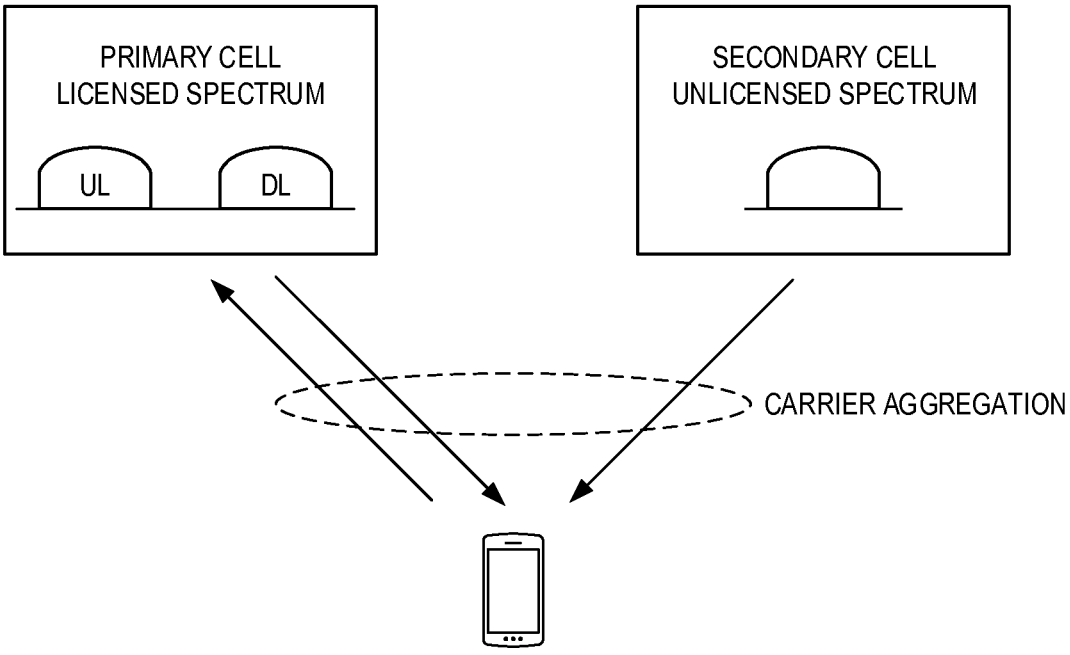 PRIMARY CELL
LICENSED SPECTRUM
UL
DL
SECONDARY CELL
UNLICENSED SPECTRUM
CARRIER AGGREGATION